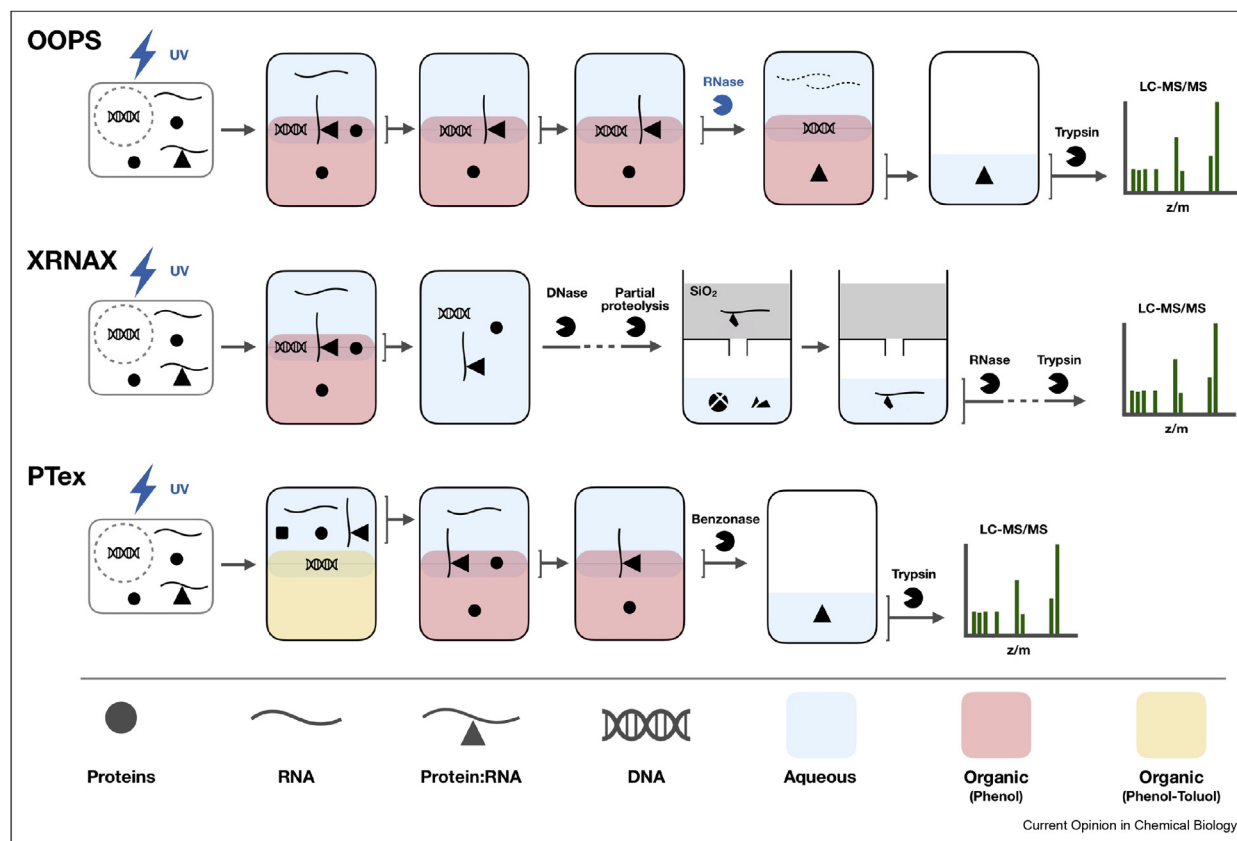 OOPS
UV
RNase
Trypsin
LC-MS/MS
z/m
XRNAX
UV
DNase
Partial
proteolysis
SiO₂
RNase
Trypsin
LC-MS/MS
z/m
PTex
UV
Benzonase
Trypsin
LC-MS/MS
z/m
Proteins
RNA
Protein:RNA
DNA
Aqueous
Organic
(Phenol)
Organic
(Phenol-Toluol)
Current Opinion in Chemical Biology